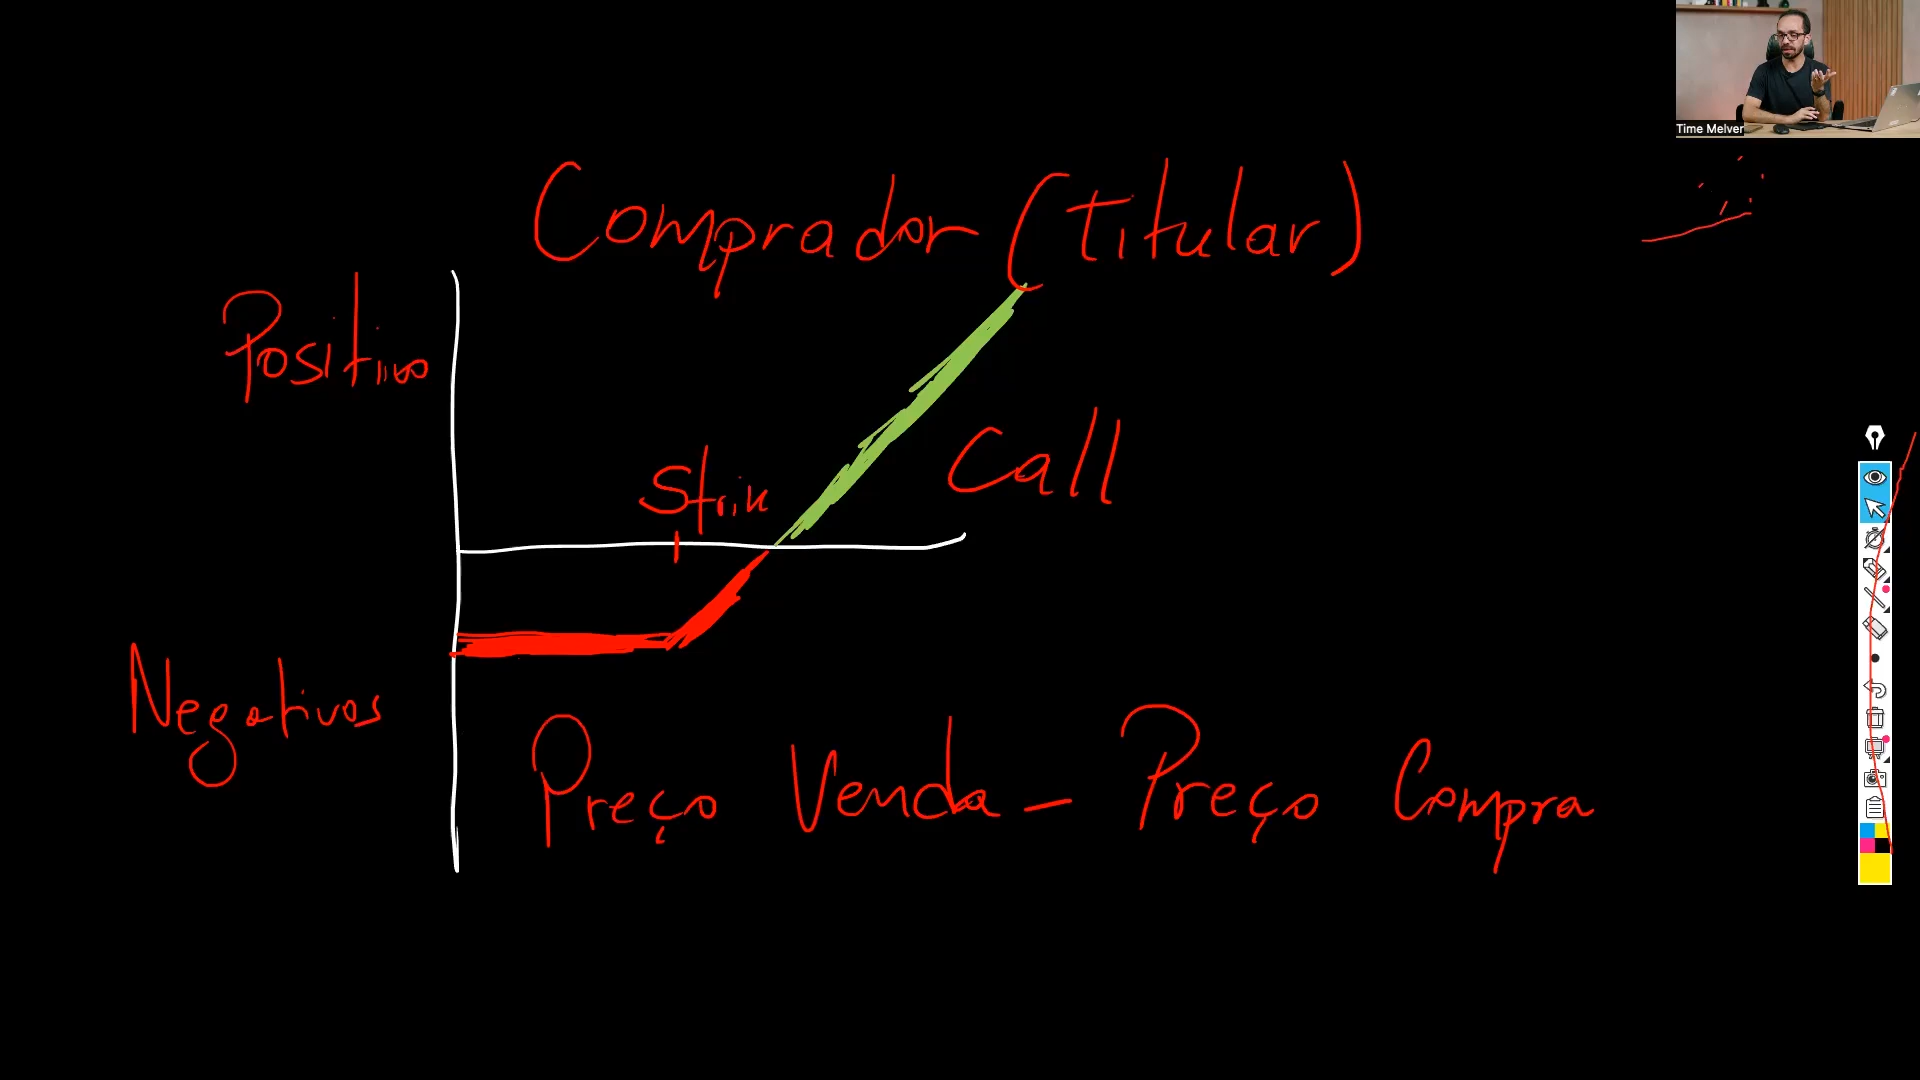 Time Melver
Comprador (Titular)
Positivo
Call
Strik
Negativos
Preço Venda - Preço Compra